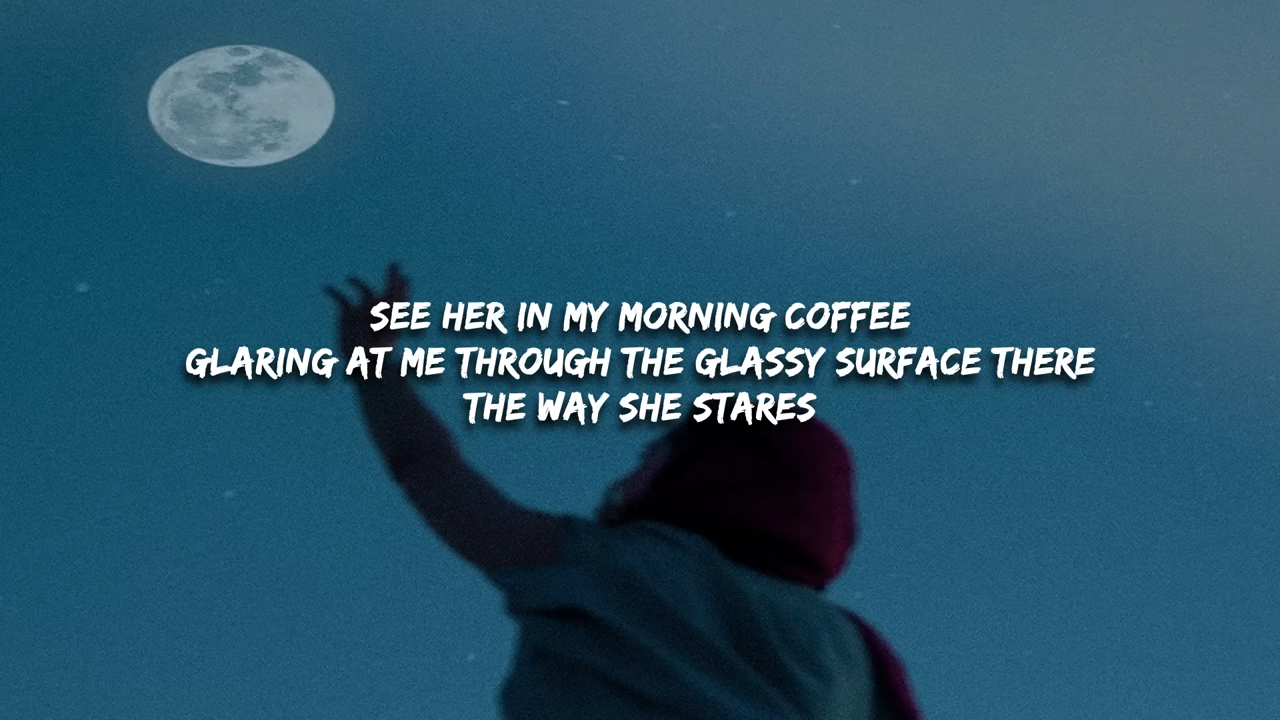 SEE HER IN MY MORNING COFFEE
GLARING AT ME THROUGH THE GLASSY SURFACE THERE
THE WAY SHE STARES